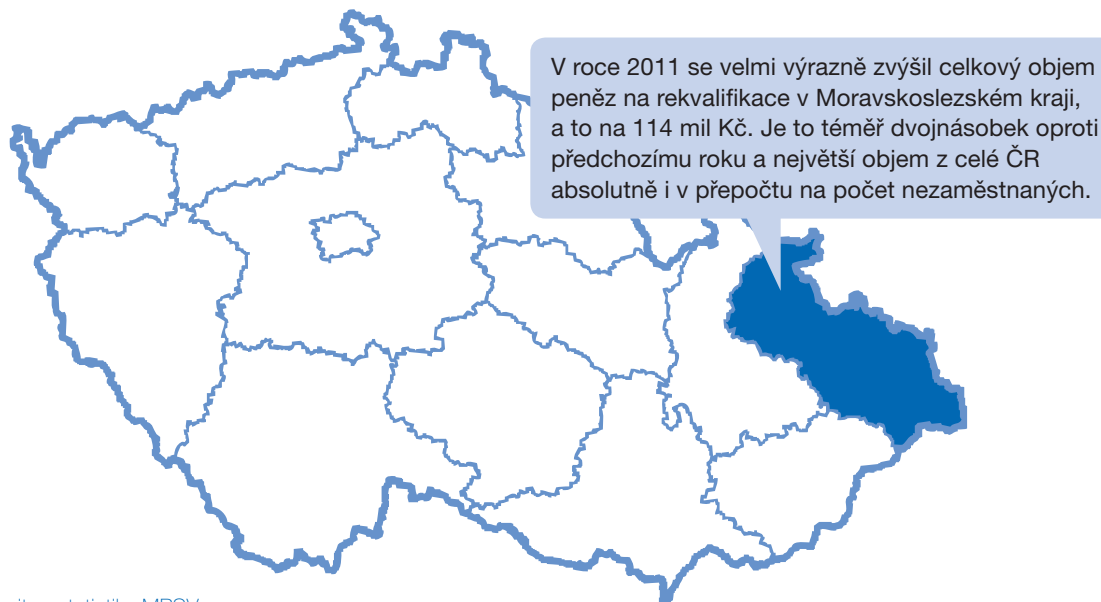 V roce 2011 se velmi výrazně zvýšil celkový objem
peněz na rekvalifikace v Moravskoslezském kraji,
a to na 114 mil Kč. Je to téměř dvojnásobek oproti
předchozímu roku a největší objem z celé ČR
absolutně i v přepočtu na počet nezaměstnaných.